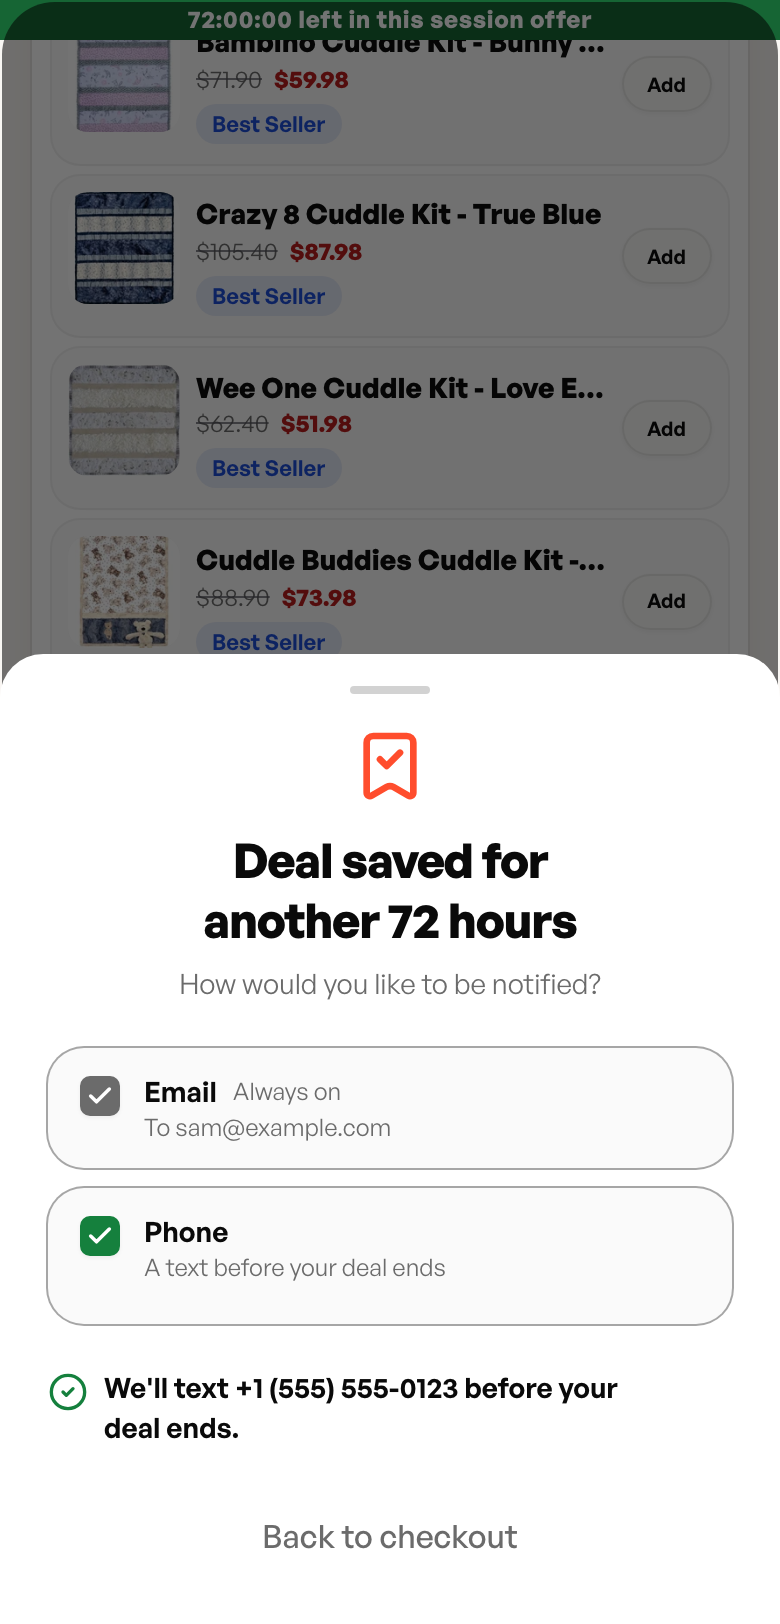 72:00:00 left in this session offer
Bambino Cuddle Kit - Bunny ...
$71.90 $59.98
Add
Best Seller
Crazy 8 Cuddle Kit - True Blue
$105.40 $87.98
Add
Best Seller
Wee One Cuddle Kit - Love E...
$62.40 $51.98
Add
Best Seller
Cuddle Buddies Cuddle Kit -...
$88.90 $73.98
Add
Best Seller
Deal saved for
another 72 hours
How would you like to be notified?
Email Always on
To sam@example.com
Phone
A text before your deal ends
We'll text +1 (555) 555-0123 before your
deal ends.
Back to checkout